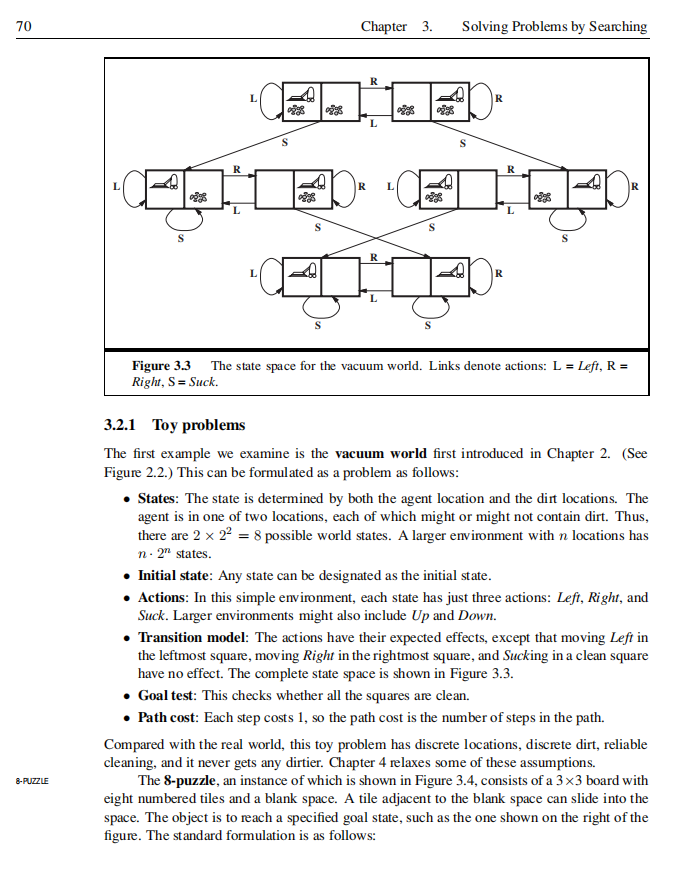 70 Chapter 3. Solving Problems by Searching
R
L R
L
S S
R R
L R L R
L L
S S S S
R
L R
L
S S
Figure 3.3 The state space for the vacuum world. Links denote actions: L = Left, R =
Right, S = Suck.
3.2.1 Toy problems
The first example we examine is the vacuum world first introduced in Chapter 2. (See
Figure 2.2.) This can be formulated as a problem as follows:
• States: The state is determined by both the agent location and the dirt locations. The
agent is in one of two locations, each of which might or might not contain dirt. Thus,
there are 2 × 2² = 8 possible world states. A larger environment with n locations has
n · 2ⁿ states.
• Initial state: Any state can be designated as the initial state.
• Actions: In this simple environment, each state has just three actions: Left, Right, and
Suck. Larger environments might also include Up and Down.
• Transition model: The actions have their expected effects, except that moving Left in
the leftmost square, moving Right in the rightmost square, and Sucking in a clean square
have no effect. The complete state space is shown in Figure 3.3.
• Goal test: This checks whether all the squares are clean.
• Path cost: Each step costs 1, so the path cost is the number of steps in the path.
Compared with the real world, this toy problem has discrete locations, discrete dirt, reliable
cleaning, and it never gets any dirtier. Chapter 4 relaxes some of these assumptions.
8-PUZZLE
The 8-puzzle, an instance of which is shown in Figure 3.4, consists of a 3×3 board with
eight numbered tiles and a blank space. A tile adjacent to the blank space can slide into the
space. The object is to reach a specified goal state, such as the one shown on the right of the
figure. The standard formulation is as follows: